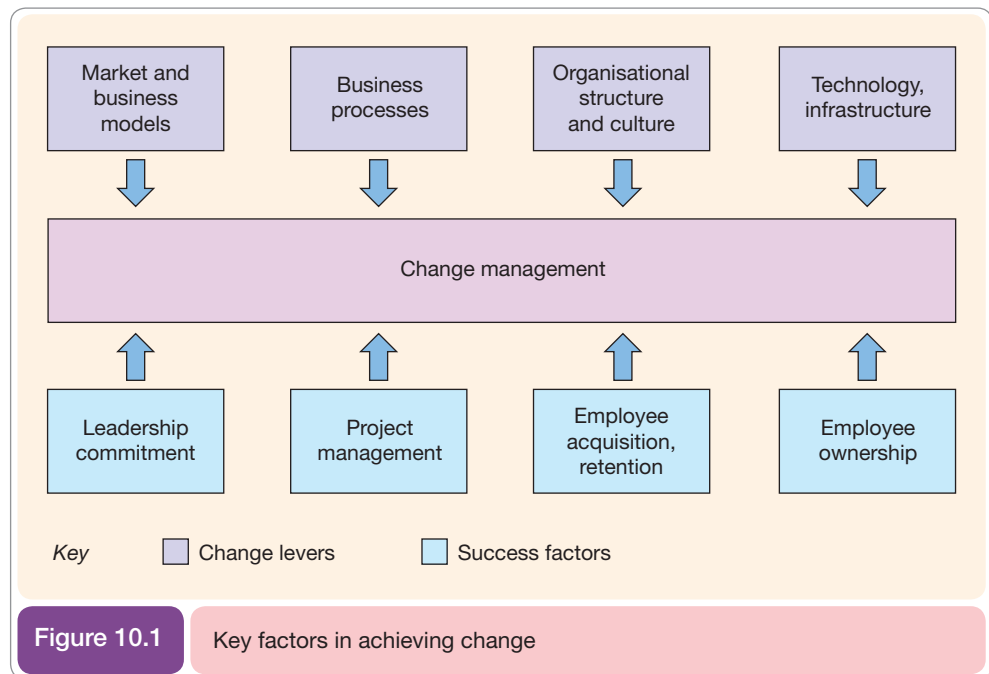 Market and
business
models
Business
processes
Organisational
structure
and culture
Technology,
infrastructure
Change management
Leadership
commitment
Project
management
Employee
acquisition,
retention
Employee
ownership
Key
Change levers
Success factors
Figure 10.1
Key factors in achieving change